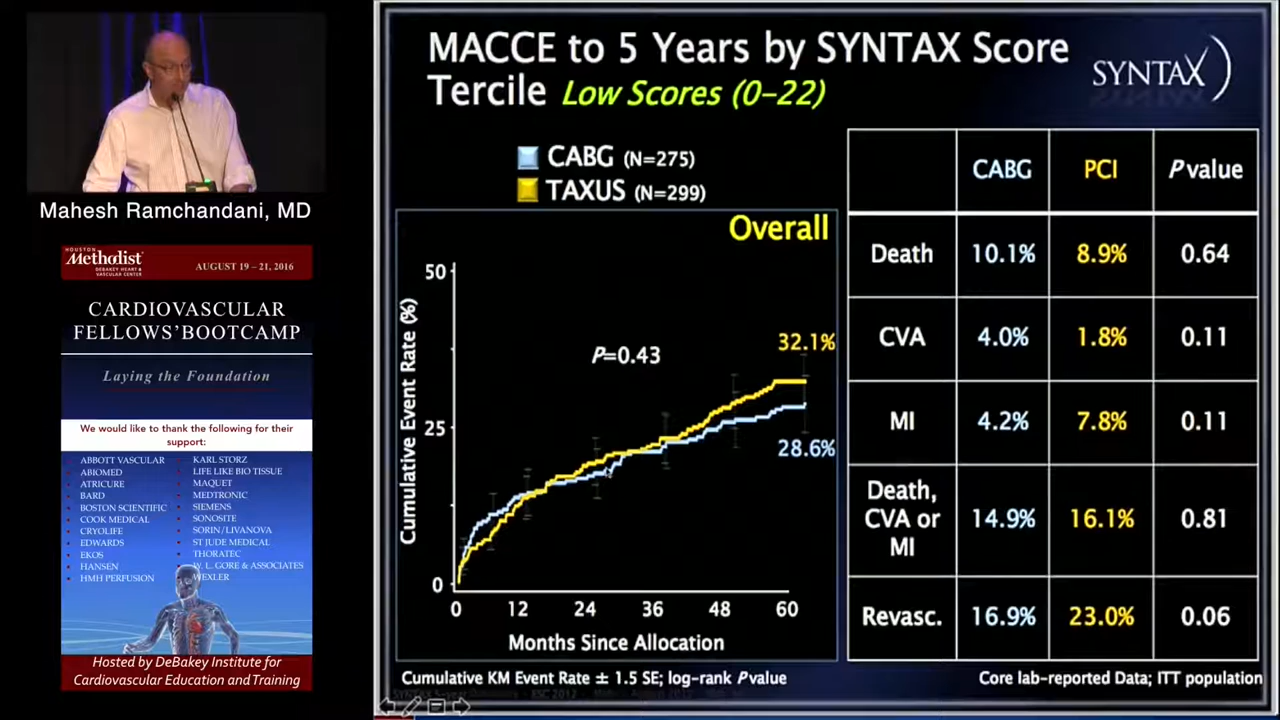 Mahesh Ramchandani, MD
HOUSTON
Methodist
DEBAKEY HEART &
VASCULAR CENTER
AUGUST 19 – 21, 2016
CARDIOVASCULAR
FELLOWS'BOOTCAMP
Laying the Foundation
We would like to thank the following for their
support:
ABBOTT VASCULAR
ABIOMED
ATRICURE
BARD
BOSTON SCIENTIFIC
COOK MEDICAL
CRYOLIFE
EDWARDS
EKOS
HANSEN
HMH PERFUSION
KARL STORZ
LIFE LIKE BIO TISSUE
MAQUET
MEDTRONIC
SIEMENS
SONOSITE
SORIN/LIVANOVA
ST JUDE MEDICAL
THORATEC
W. L. GORE & ASSOCIATES
WEXLER
Hosted by DeBakey Institute for
Cardiovascular Education and Training
MACCE to 5 Years by SYNTAX Score
Tercile Low Scores (0–22)
SYNTAX
CABG (N=275)
TAXUS (N=299)
Overall
Cumulative Event Rate (%)
50
25
0
P=0.43
32.1%
28.6%
0 12 24 36 48 60
Months Since Allocation
CABG PCI P value
Death 10.1% 8.9% 0.64
CVA 4.0% 1.8% 0.11
MI 4.2% 7.8% 0.11
Death,
CVA or
MI 14.9% 16.1% 0.81
Revasc. 16.9% 23.0% 0.06
Cumulative KM Event Rate ± 1.5 SE; log-rank P value
Core lab-reported Data; ITT population